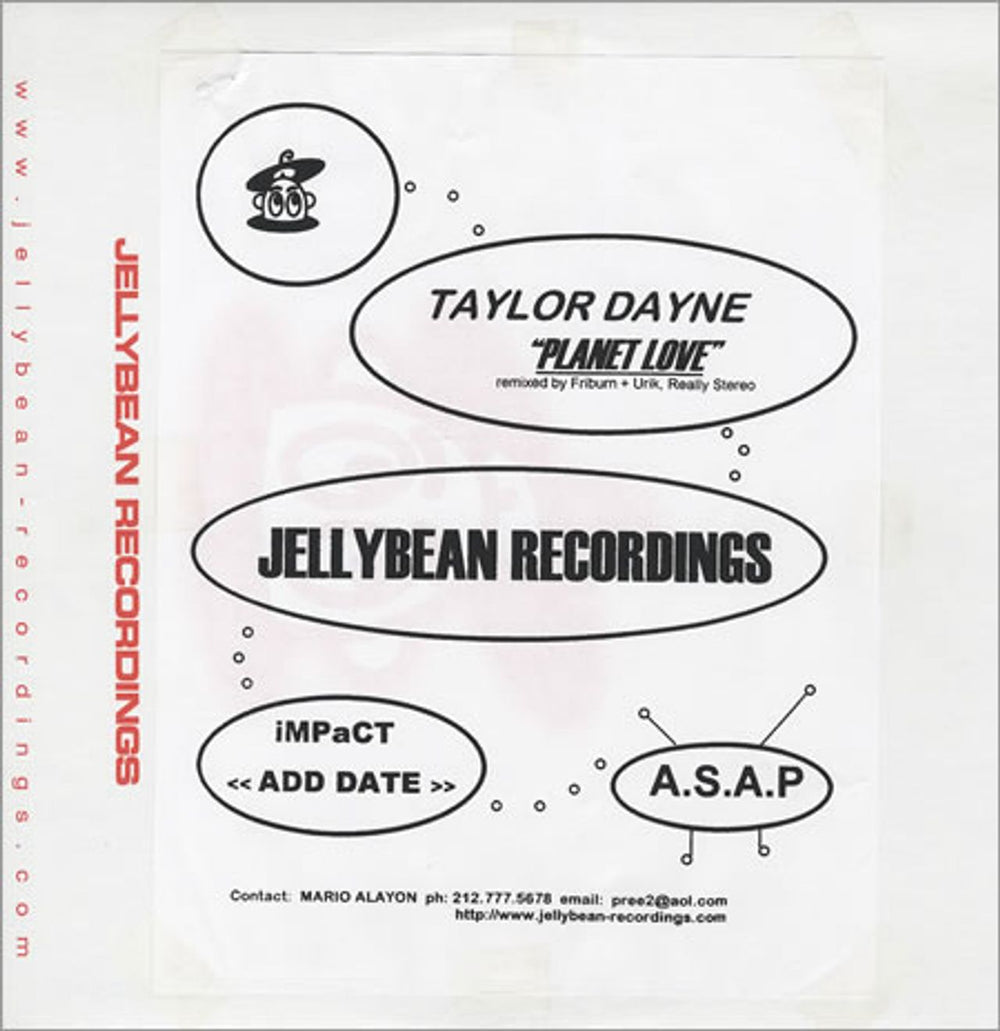 www.jellybean-recordings.com
JELLYBEAN RECORDINGS
TAYLOR DAYNE
"PLANET LOVE"
remixed by Friburn + Urik, Really Stereo
JELLYBEAN RECORDINGS
iMPaCT
<< ADD DATE >>
A.S.A.P
Contact: MARIO ALAYON ph: 212.777.5678 email: pree2@aol.com
http://www.jellybean-recordings.com